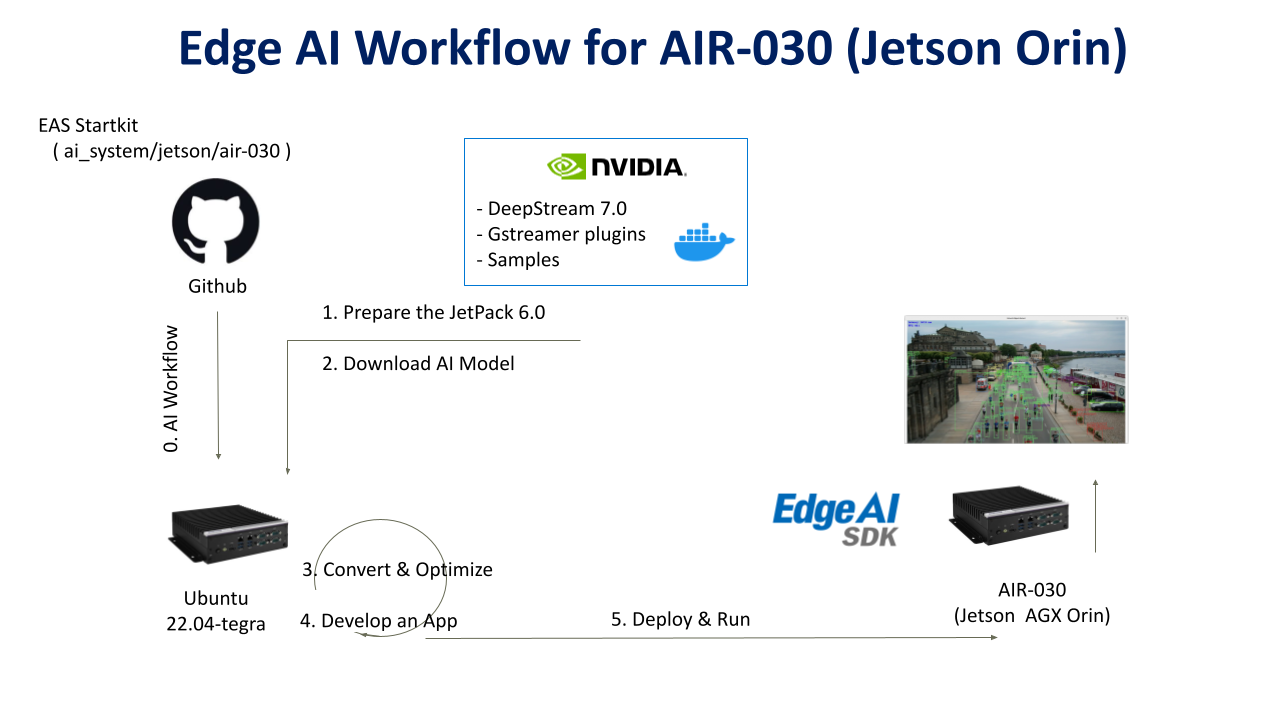 Edge AI Workflow for AIR-030 (Jetson Orin)
EAS Startkit
( ai_system/jetson/air-030 )
Github
NVIDIA.
- DeepStream 7.0
- Gstreamer plugins
- Samples
0. AI Workflow
1. Prepare the JetPack 6.0
2. Download AI Model
Ubuntu
22.04-tegra
3. Convert & Optimize
4. Develop an App
5. Deploy & Run
Edge AI
SDK
AIR-030
(Jetson AGX Orin)